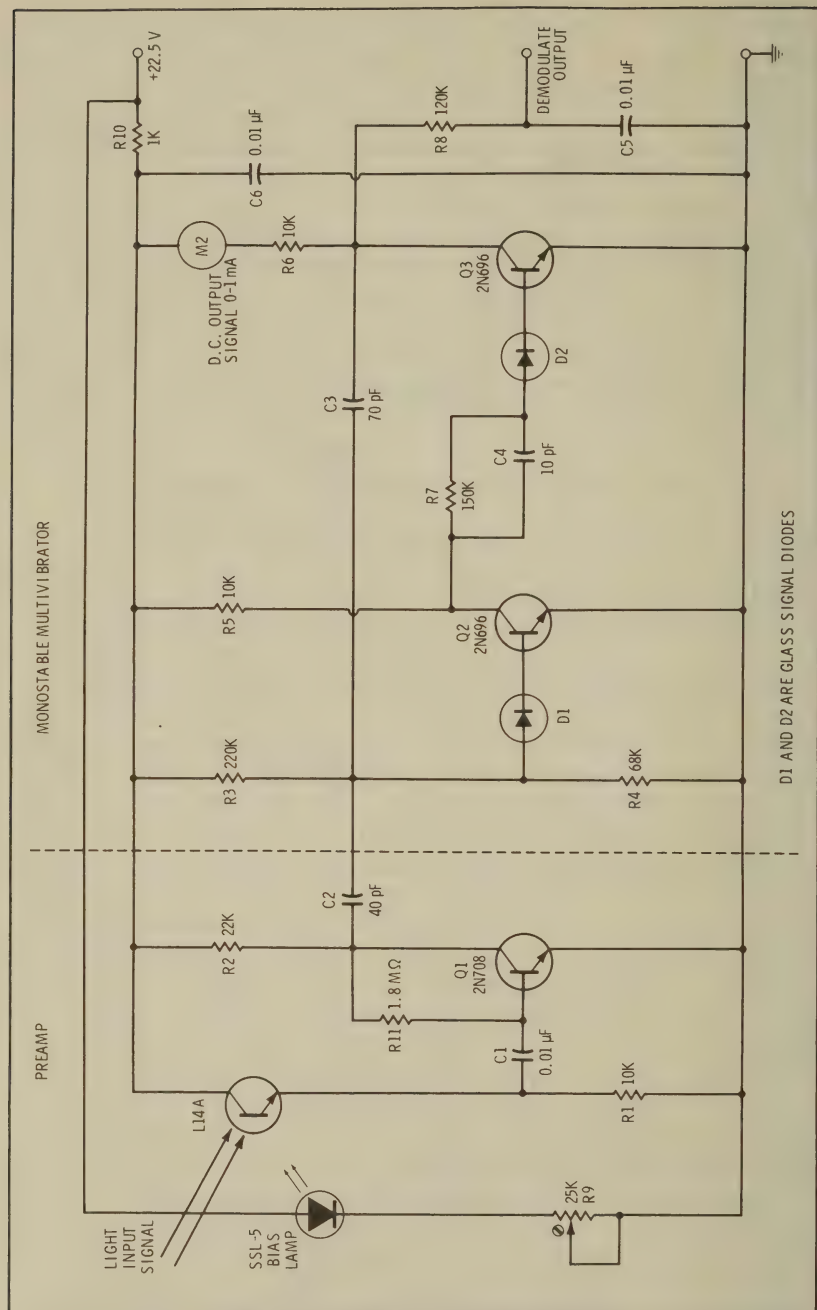 PREAMP
MONOSTABLE MULTIVIBRATOR
LIGHT
INPUT
SIGNAL
SSL-5
BIAS
LAMP
25K
R9
L14A
R1
10K
C1
0.01 µF
R11
1.8 MΩ
R2
22K
Q1
2N708
C2
40 pF
R3
220K
R4
68K
D1
R5
10K
Q2
2N696
R7
150K
C4
10 pF
C3
70 pF
D2
D.C. OUTPUT
SIGNAL 0-1mA
M2
R6
10K
Q3
2N696
C6
0.01 µF
R10
1K
+22.5 V
R8
120K
DEMODULATE
OUTPUT
C5
0.01 µF
D1 AND D2 ARE GLASS SIGNAL DIODES